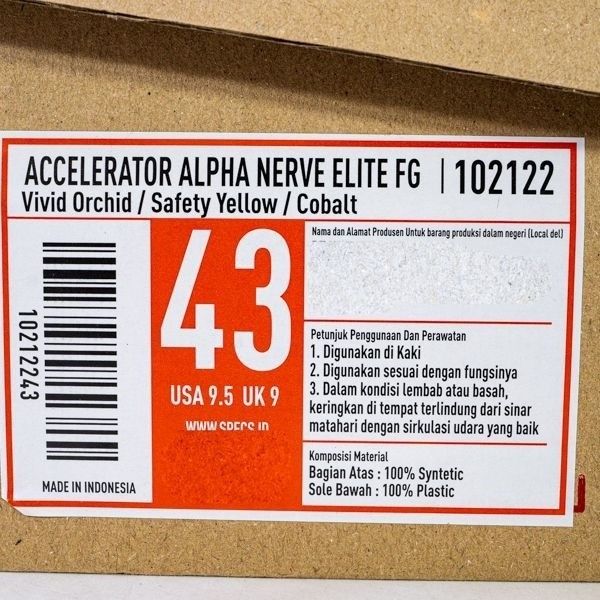 ACCELERATOR ALPHA NERVE ELITE FG | 102122
Vivid Orchid / Safety Yellow / Cobalt
10212243
MADE IN INDONESIA
43
USA 9.5 UK 9
WWW.SPECS.ID
Nama dan Alamat Produsen Untuk barang produksi dalam negeri (Local del)
Petunjuk Penggunaan Dan Perawatan
1. Digunakan di Kaki
2. Digunakan sesuai dengan fungsinya
3. Dalam kondisi lembab atau basah,
keringkan di tempat terlindung dari sinar
matahari dengan sirkulasi udara yang baik
Komposisi Material
Bagian Atas : 100% Syntetic
Sole Bawah : 100% Plastic